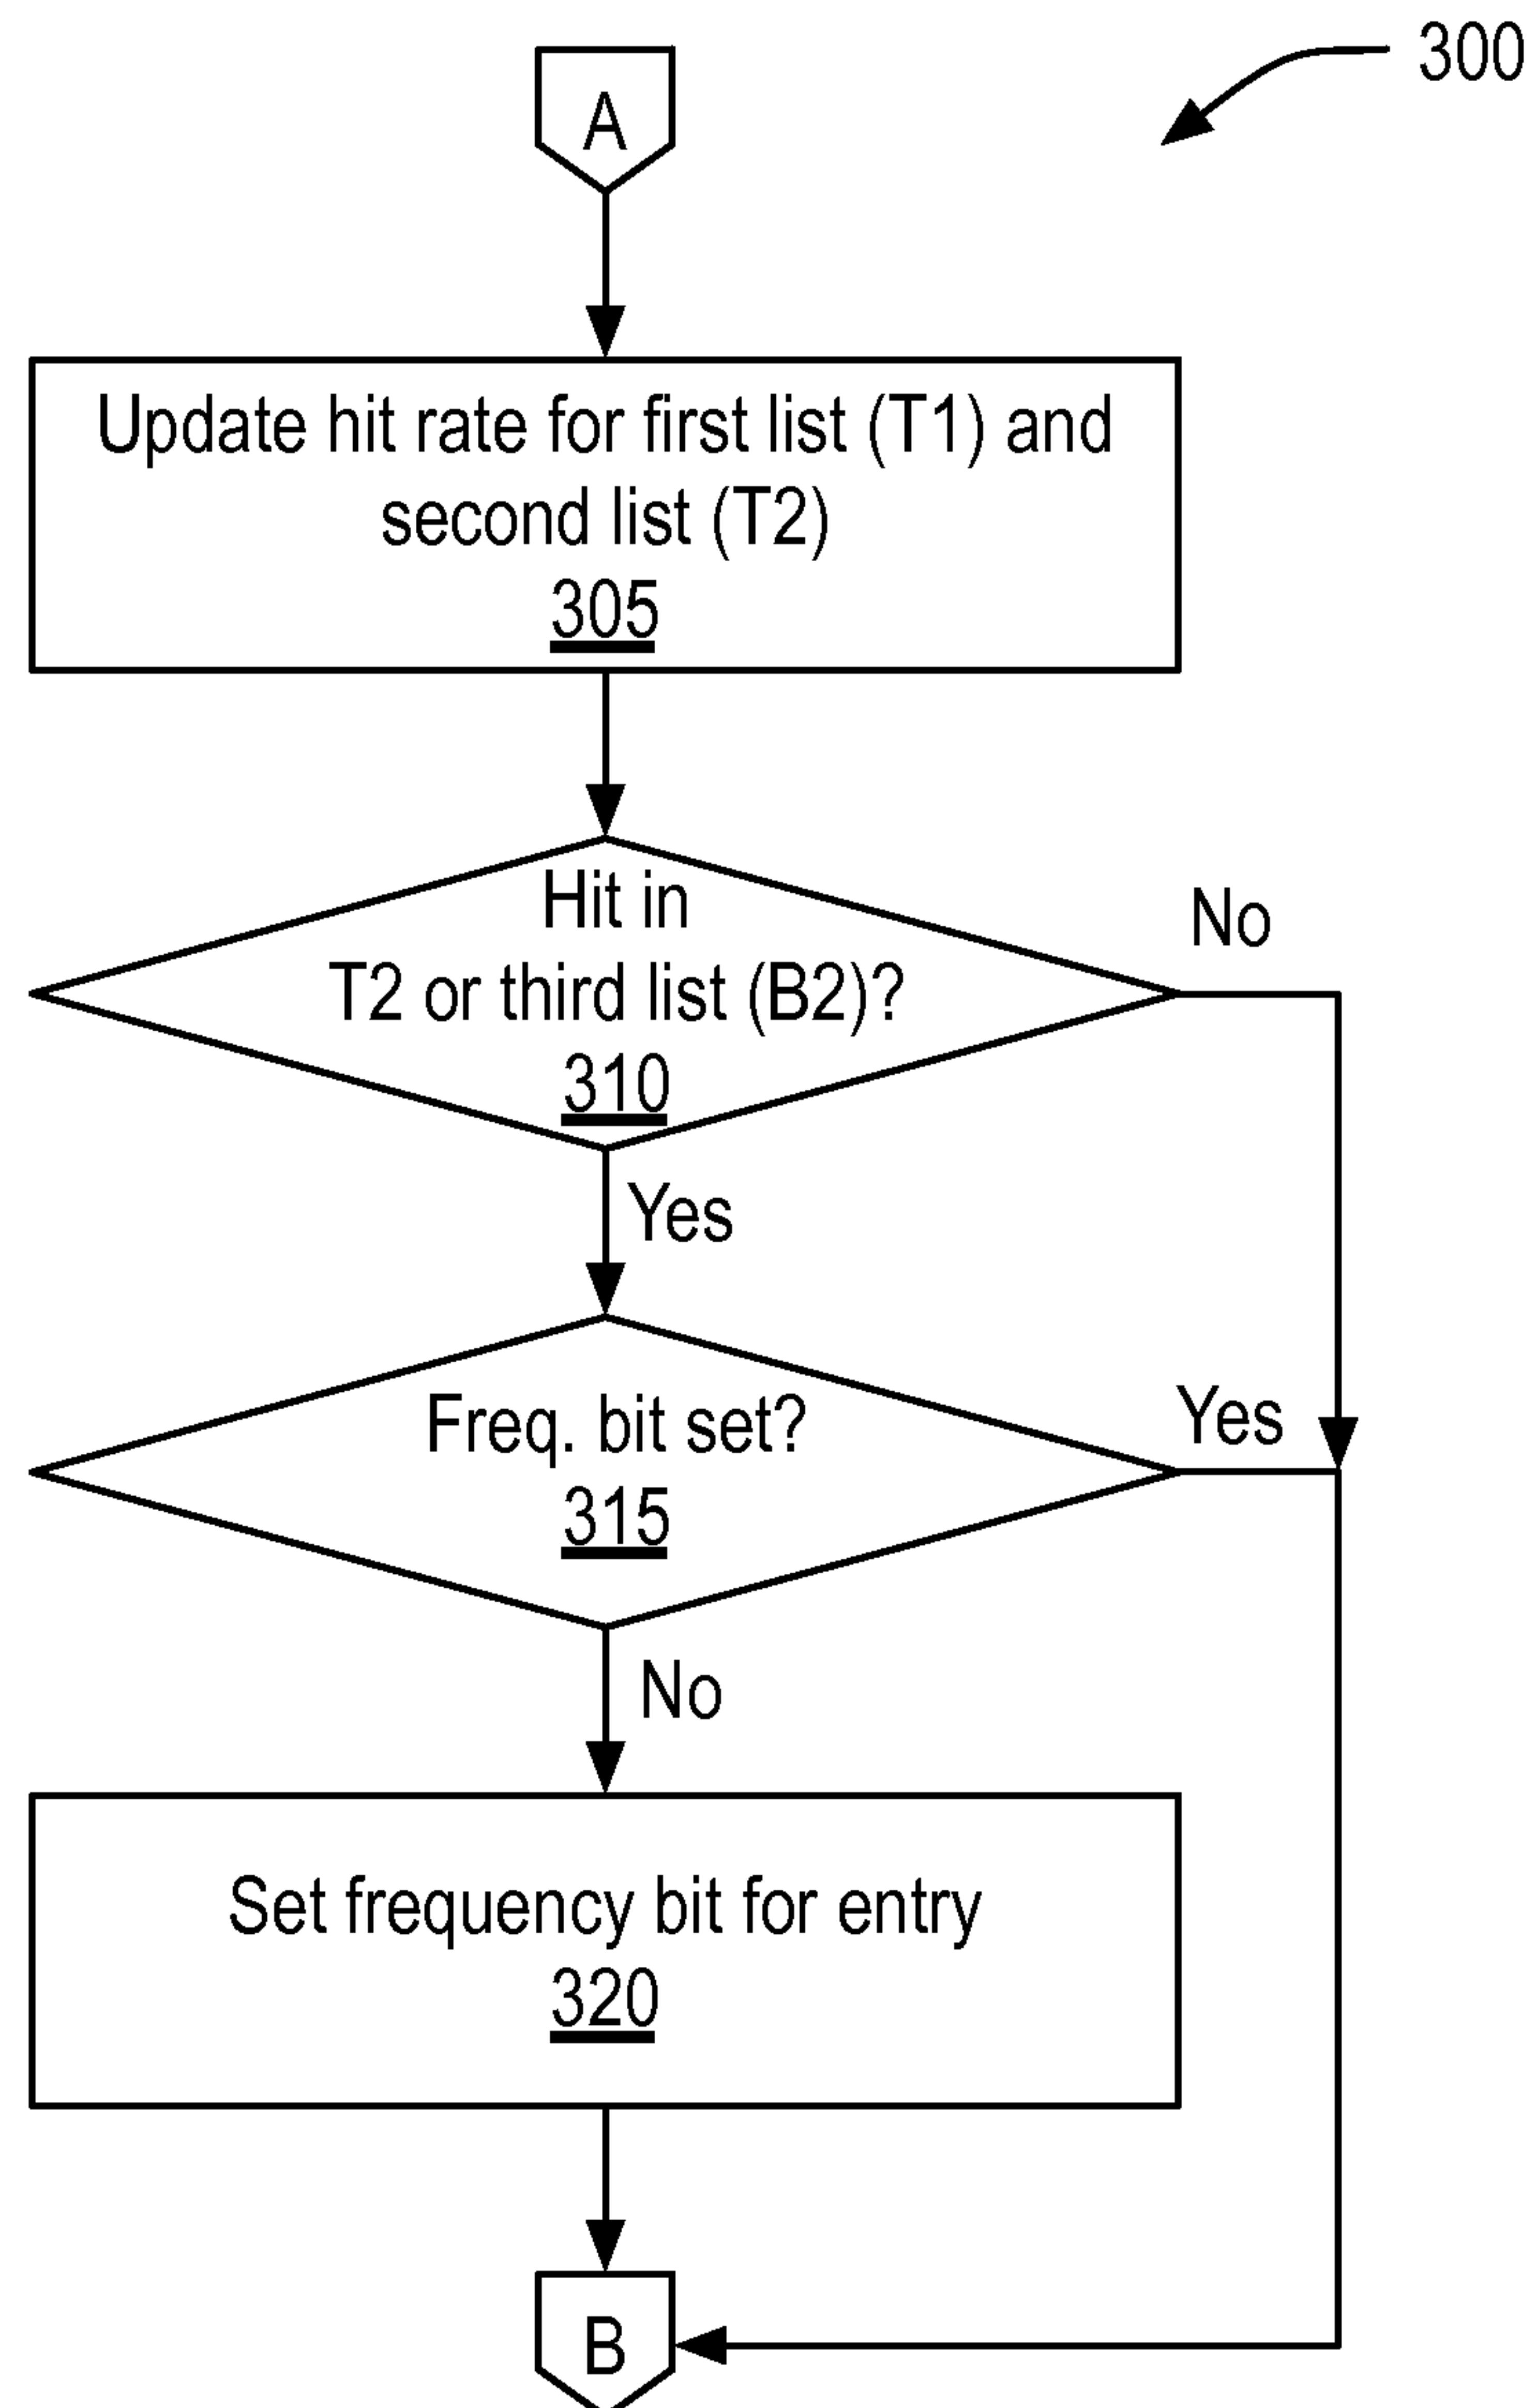 300
A
Update hit rate for first list (T1) and
second list (T2)
305
Hit in
T2 or third list (B2)?
310
No
Yes
Freq. bit set?
315
Yes
No
Set frequency bit for entry
320
B